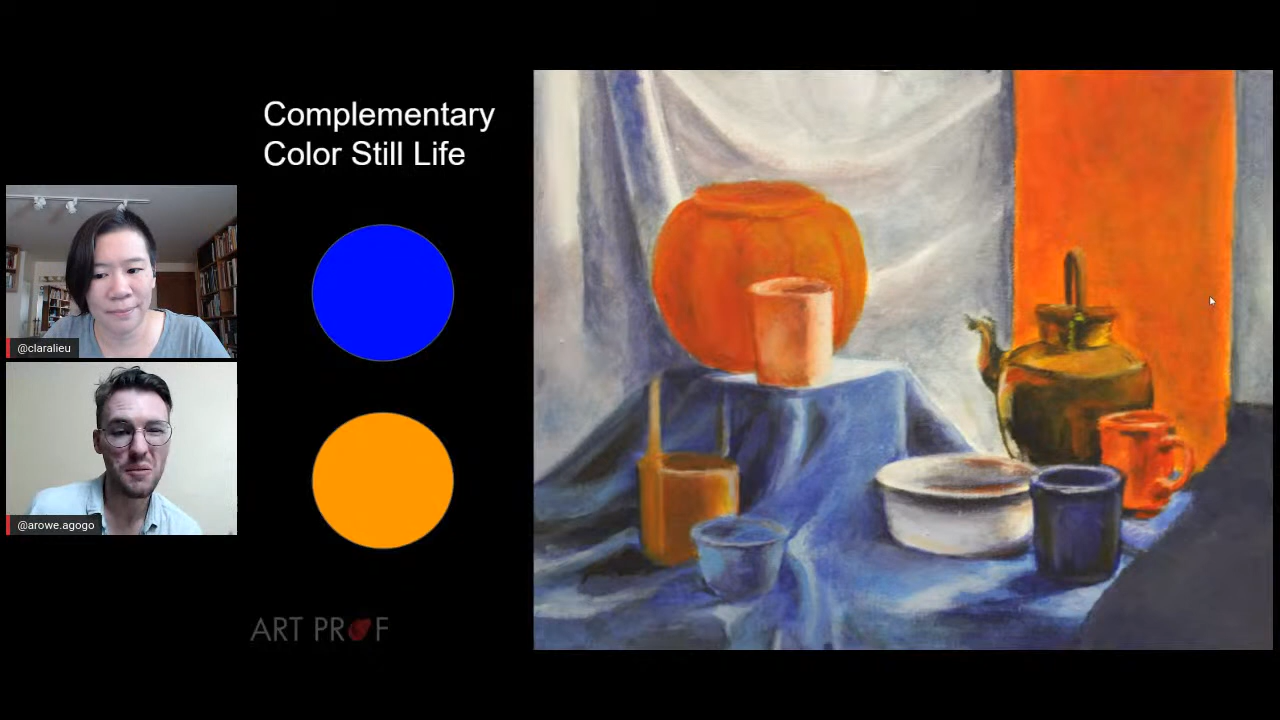 Complementary
Color Still Life
@claralieu
@arowe.agogo
ART PROF